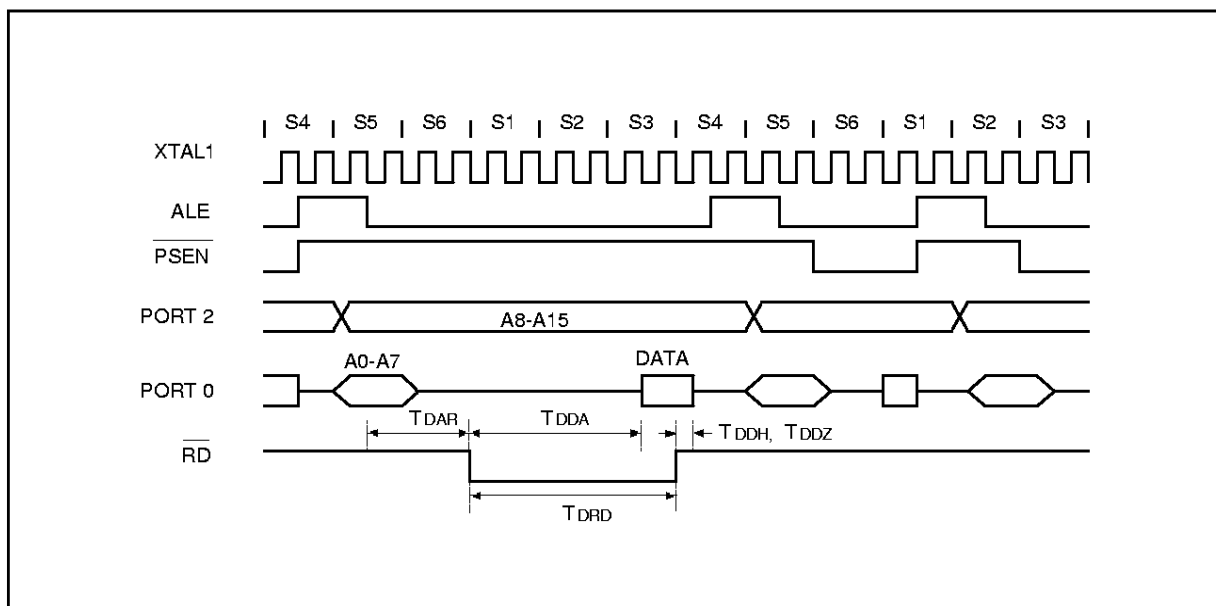 S4 S5 S6 S1 S2 S3 S4 S5 S6 S1 S2 S3
XTAL1
ALE
PSEN
PORT 2
A8-A15
A0-A7
DATA
PORT 0
TDAR
TDDA
TDDH, TDDZ
RD
TDRD